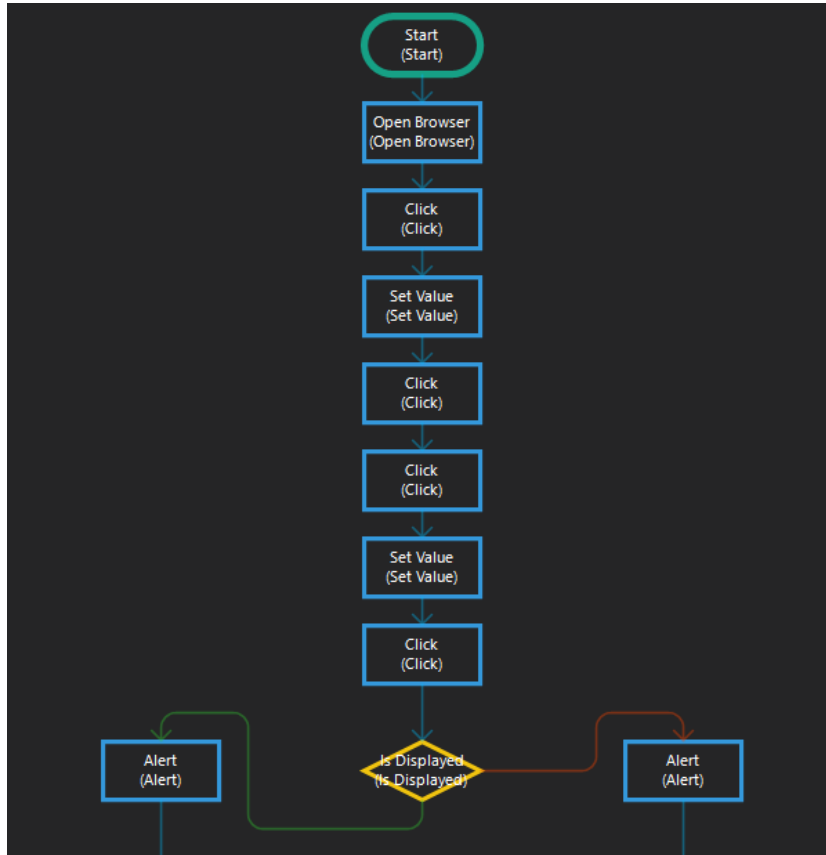 Start
(Start)
Open Browser
(Open Browser)
Click
(Click)
Set Value
(Set Value)
Click
(Click)
Click
(Click)
Set Value
(Set Value)
Click
(Click)
Alert
(Alert)
Is Displayed
(Is Displayed)
Alert
(Alert)